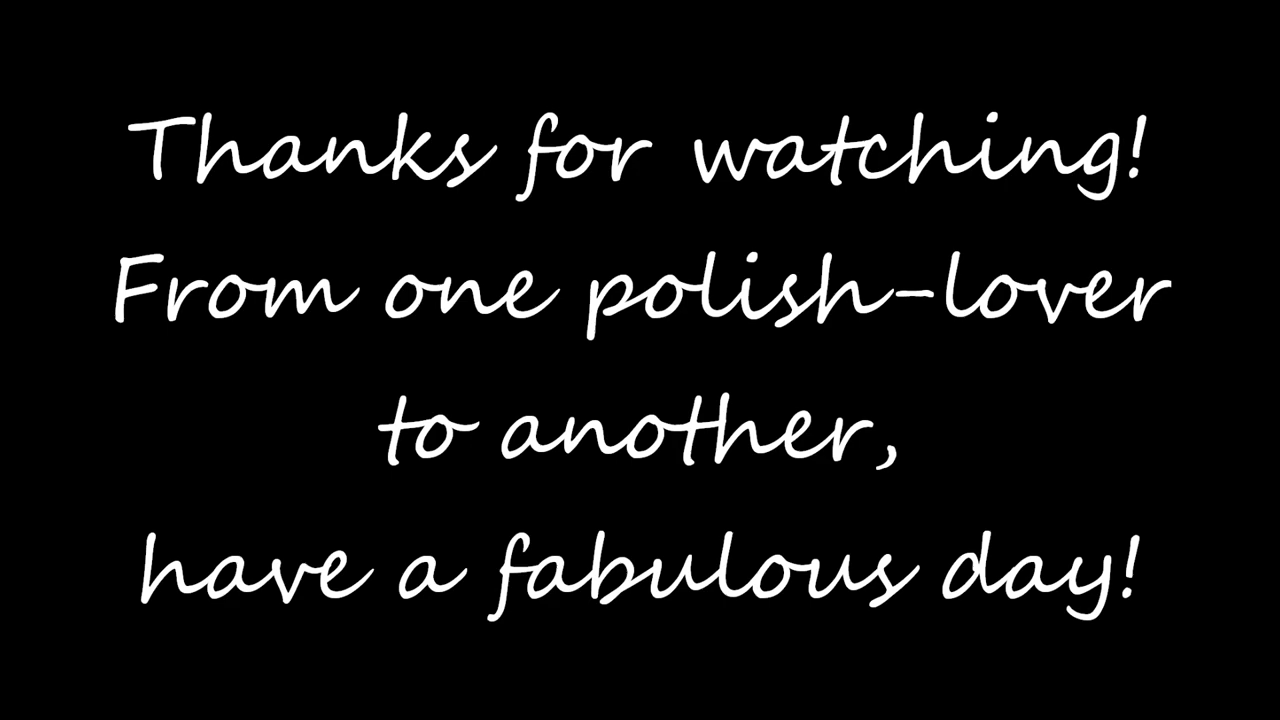 Thanks for watching!
From one polish-lover
to another,
have a fabulous day!